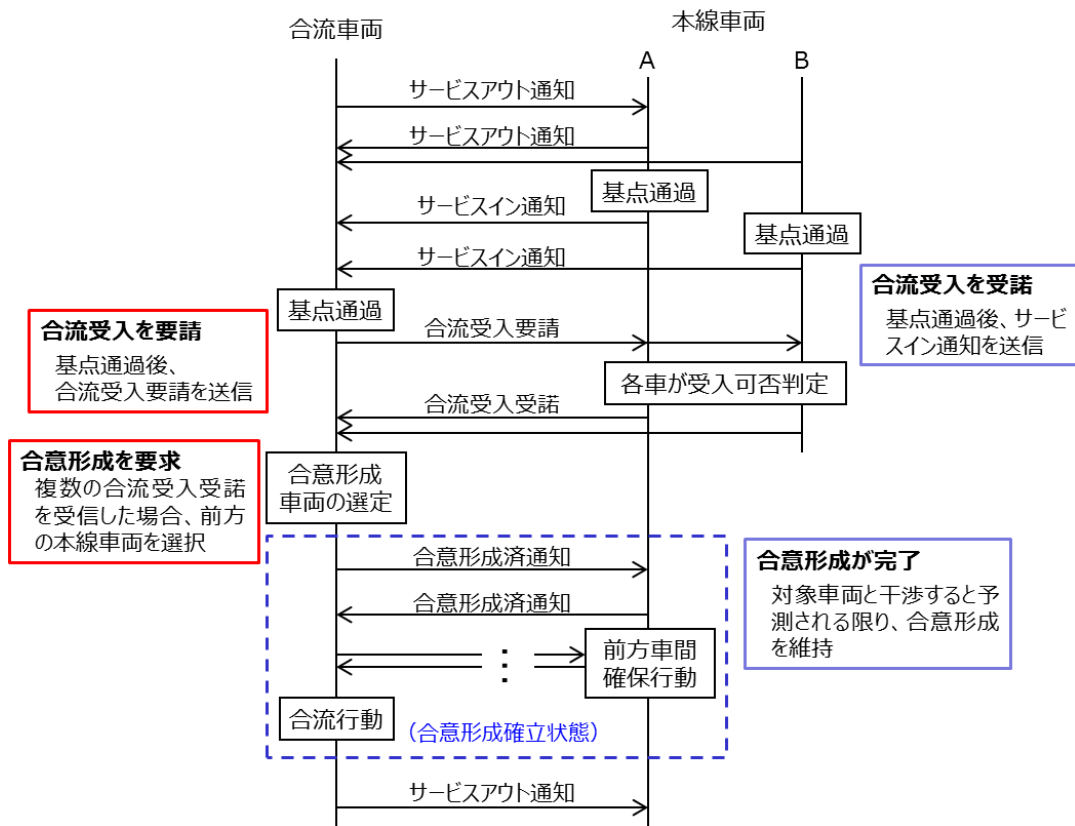 合流車両
本線車両
A
B
サービスアウト通知
サービスアウト通知
基点通過
サービスイン通知
基点通過
サービスイン通知
合流受入を受諾
基点通過後、サービ
スイン通知を送信
基点通過
合流受入を要請
基点通過後、
合流受入要請を送信
合流受入要請
各車が受入可否判定
合流受入受諾
合意形成を要求
複数の合流受入受諾
を受信した場合、前方
の本線車両を選択
合意形成
車両の選定
合意形成済通知
合意形成が完了
対象車両と干渉すると予
測される限り、合意形成
を維持
合意形成済通知
前方車間
確保行動
合流行動
（合意形成確立状態）
サービスアウト通知